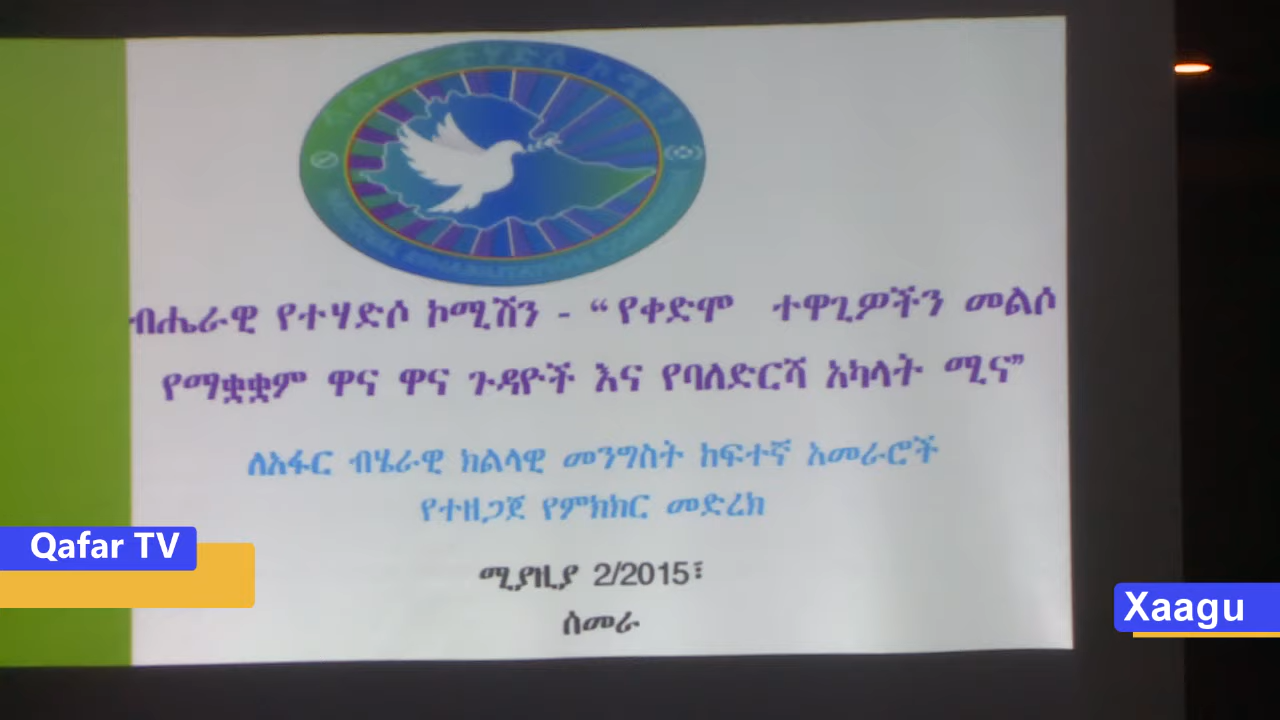 ብሔራዊ የተሃድሶ ኮሚሽን - “ የቀድሞ ተዋጊዎችን መልሶ
የማቋቋም ዋና ዋና ጉዳዮች እና የባለድርሻ አካላት ሚና”
ለአፋር ብሄራዊ ክልላዊ መንግስት ከፍተኛ አመራሮች
የተዘጋጀ የምክክር መድረክ
ሚያዚያ 2/2015፣
ሰመራ
Qafar TV
Xaagu